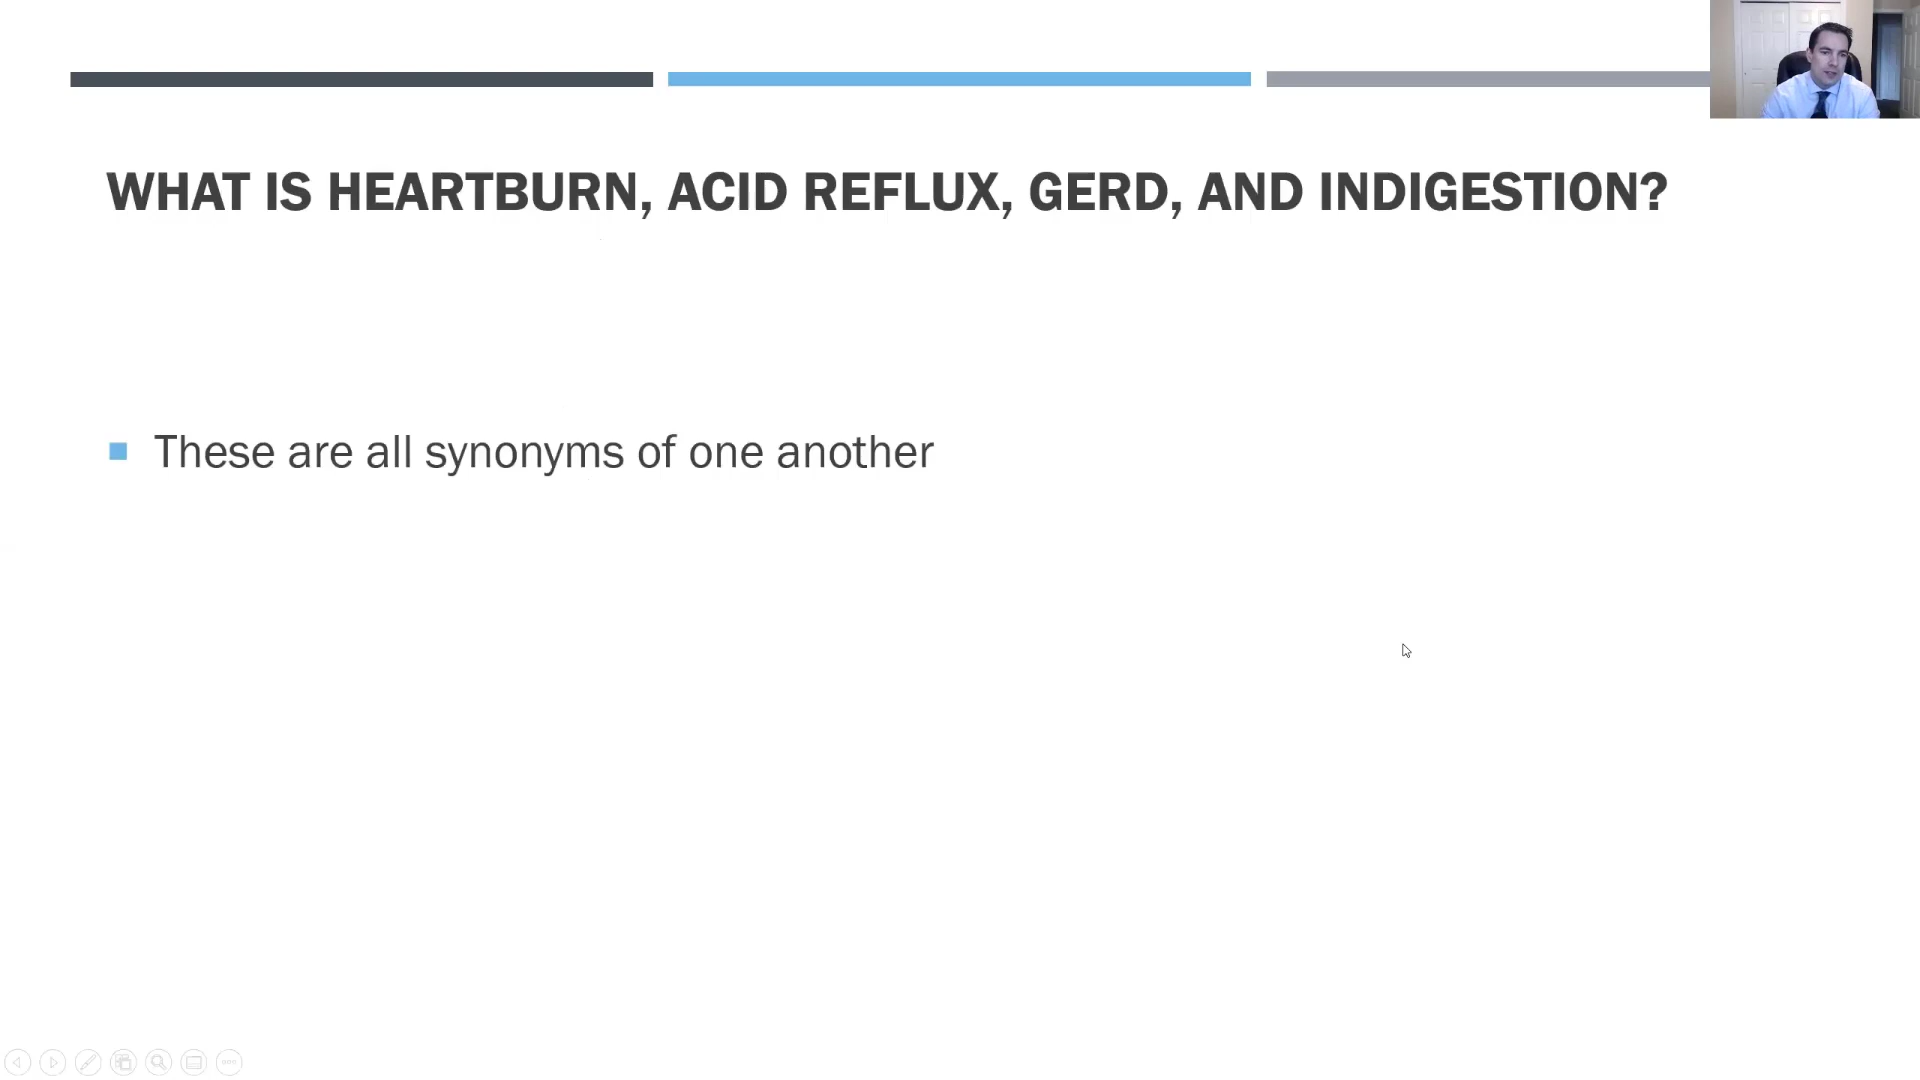 WHAT IS HEARTBURN, ACID REFLUX, GERD, AND INDIGESTION?
These are all synonyms of one another